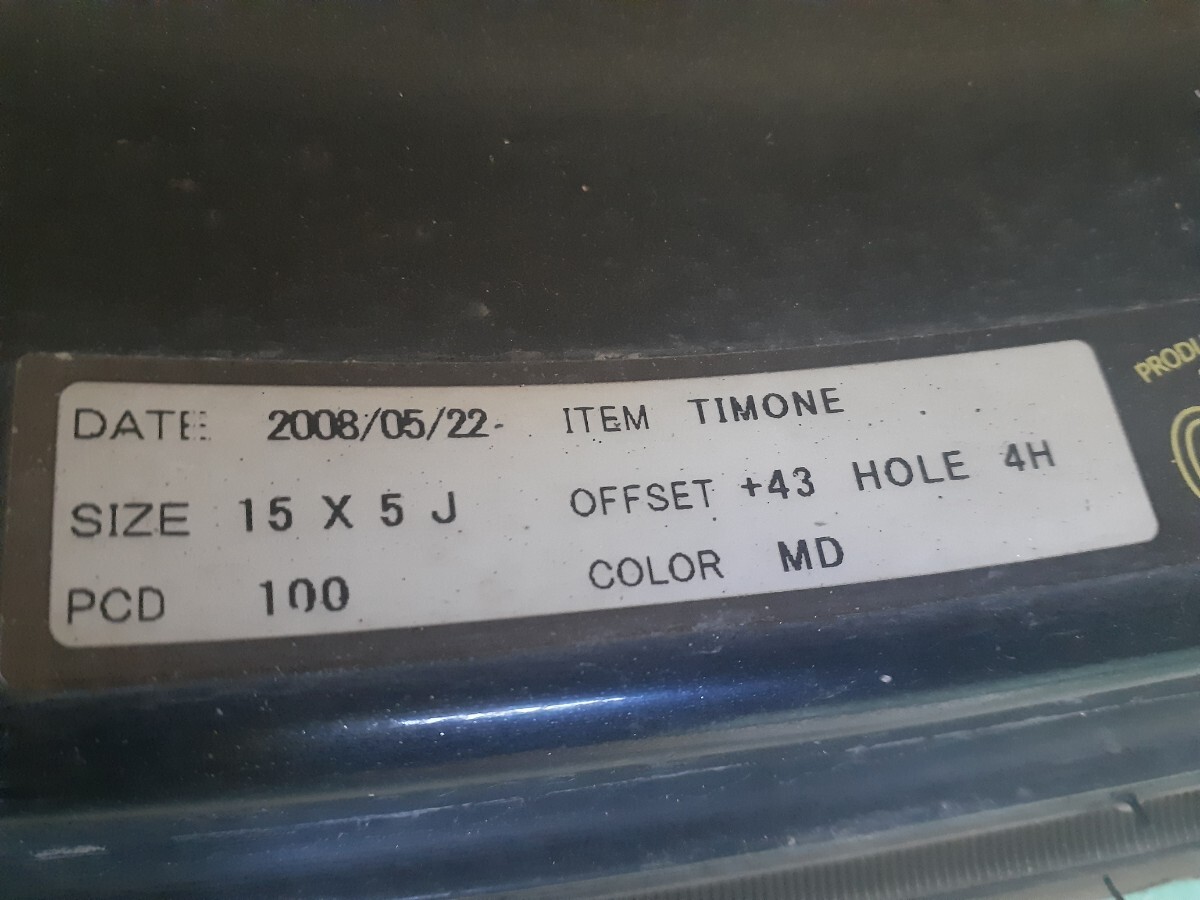 DATE: 2008/05/22 ITEM TIMONE
SIZE 15 X 5 J OFFSET +43 HOLE 4H
PCD 100 COLOR MD